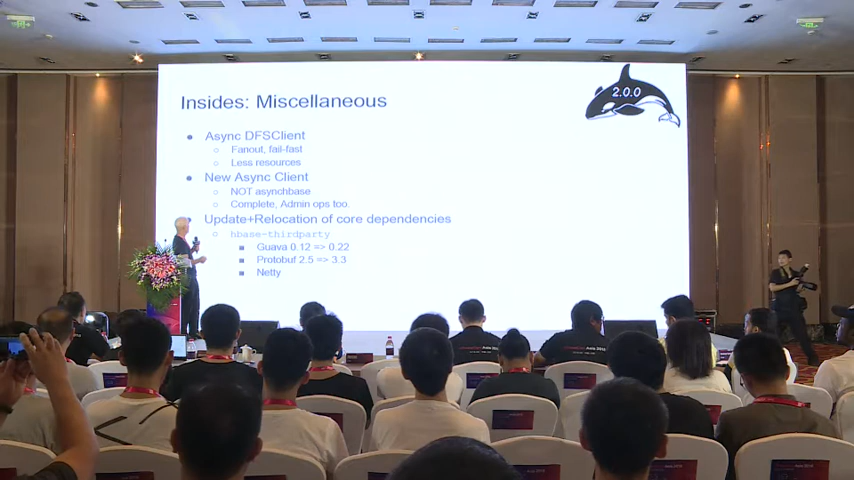 Insides: Miscellaneous
2.0.0
Async DFSClient
Fanout, fail-fast
Less resources
New Async Client
NOT asynchbase
Complete, Admin ops too.
Update+Relocation of core dependencies
hbase-thirdparty
Guava 0.12 => 0.22
Protobuf 2.5 => 3.3
Netty